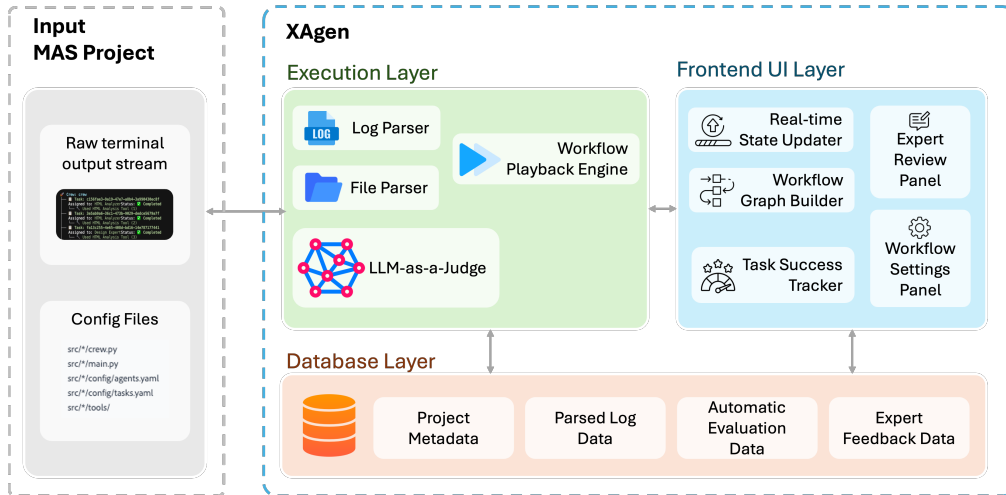 Input
MAS Project
Raw terminal
output stream
Config Files
src/*/crew.py
src/*/main.py
src/*/config/agents.yaml
src/*/config/tasks.yaml
src/*/tools/
XAgen
Execution Layer
LOG
Log Parser
File Parser
Workflow
Playback Engine
LLM-as-a-Judge
Frontend UI Layer
Real-time
State Updater
Workflow
Graph Builder
Task Success
Tracker
Expert
Review
Panel
Workflow
Settings
Panel
Database Layer
Project
Metadata
Parsed Log
Data
Automatic
Evaluation
Data
Expert
Feedback Data